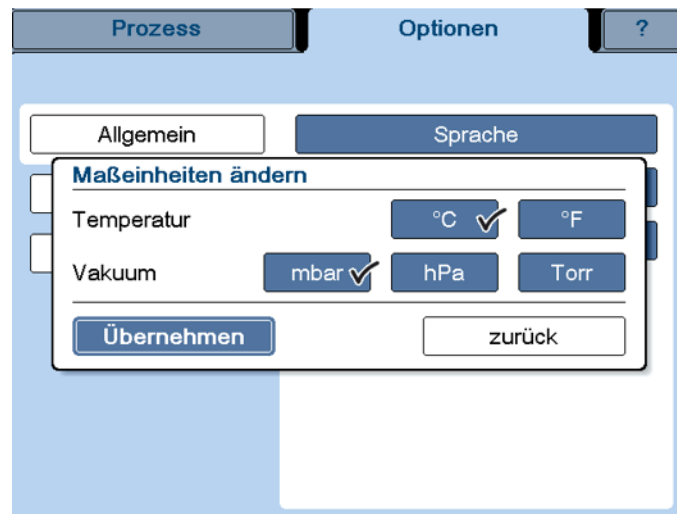 Prozess Optionen ?
Allgemein Sprache
Maßeinheiten ändern
Temperatur °C °F
Vakuum mbar hPa Torr
Übernehmen zurück